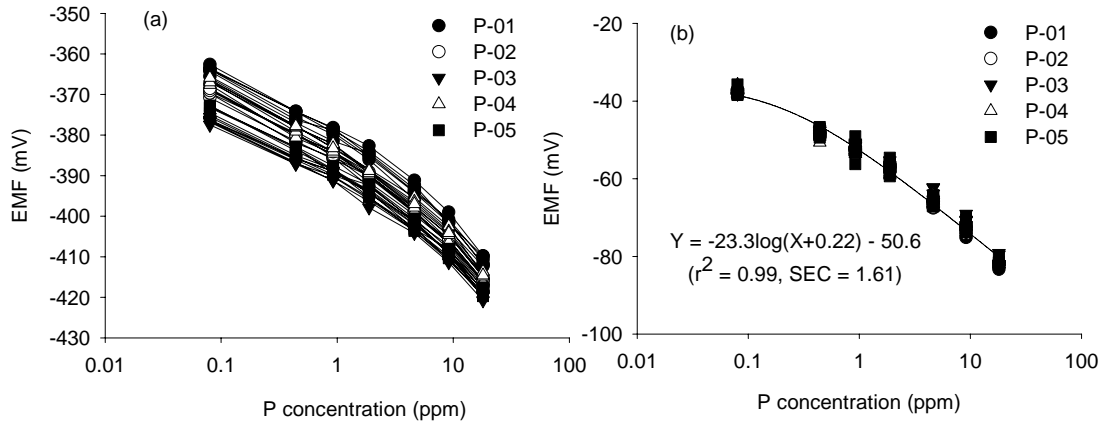 (a)
P-01
P-02
P-03
P-04
P-05
-350
-360
-370
-380
-390
-400
-410
-420
-430
EMF (mV)
0.01 0.1 1 10 100
P concentration (ppm)
(b)
P-01
P-02
P-03
P-04
P-05
-20
-40
-60
-80
-100
EMF (mV)
Y = -23.3log(X+0.22) - 50.6
(r² = 0.99, SEC = 1.61)
0.01 0.1 1 10 100
P concentration (ppm)